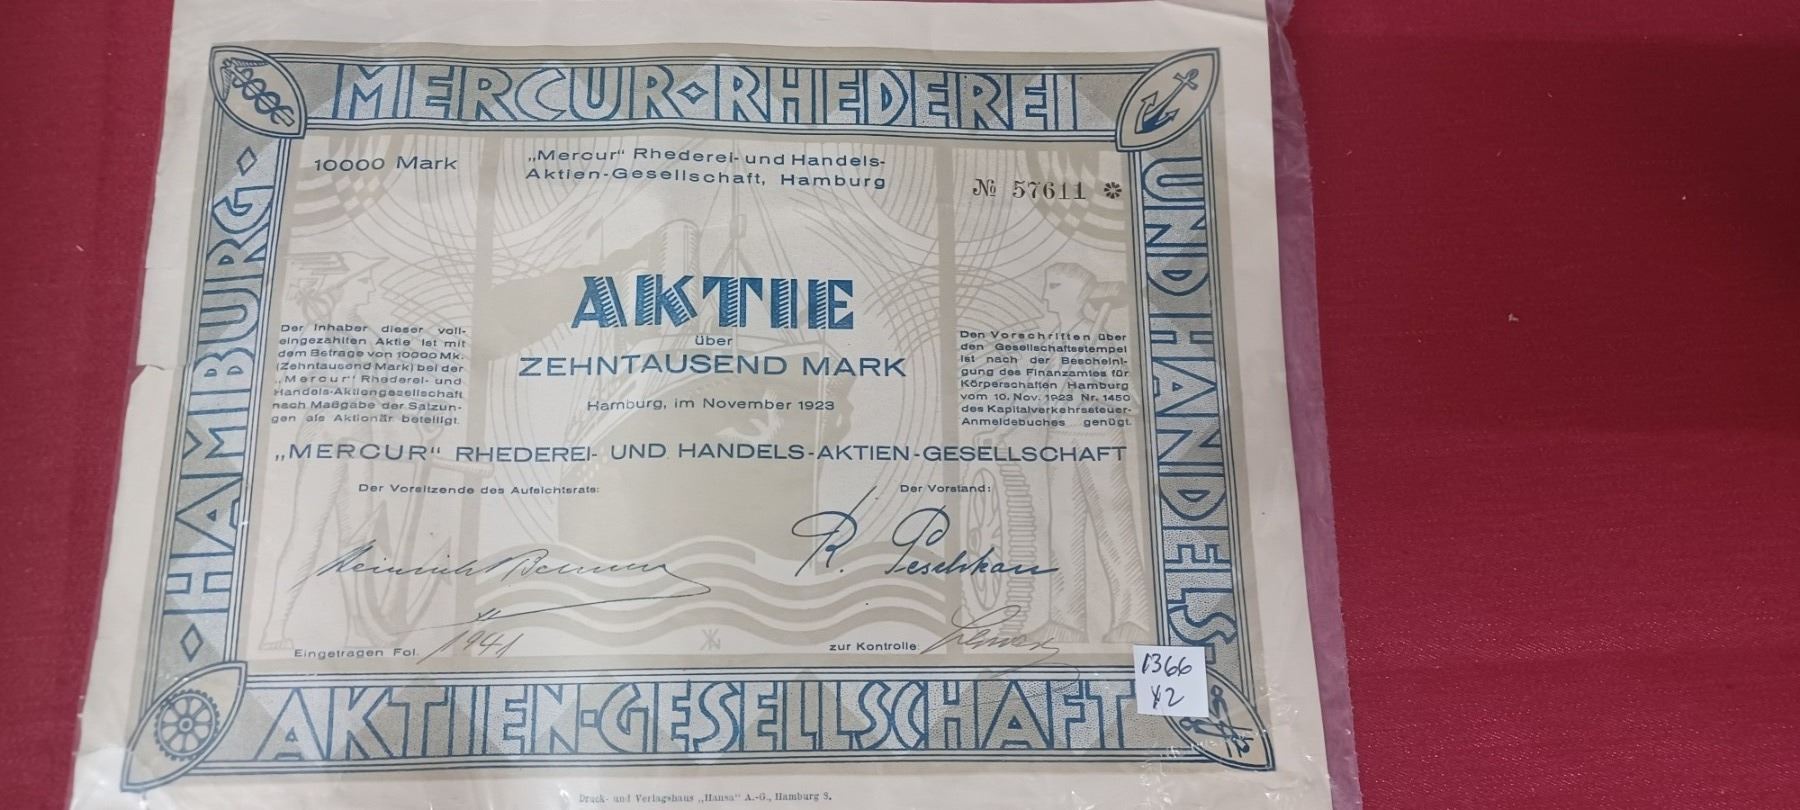 MERCUR◇RHEDEREI
UND HANDELS
AKTIEN-GESELLSCHAFT
◇ HAMBURG ◇
10000 Mark
„Mercur" Rhederei- und Handels-
Aktien-Gesellschaft, Hamburg
№ 57611 *
AKTIE
über
ZEHNTAUSEND MARK
Hamburg, im November 1923
Der Inhaber dieser voll-
eingezahlten Aktie ist mit
dem Betrage von 10000 Mk.
(Zehntausend Mark) bei der
„Mercur" Rhederei- und
Handels-Aktiengesellschaft
nach Maßgabe der Satzun-
gen als Aktionär beteiligt.
Den Vorschriften über
den Gesellschaftsstempel
ist nach der Bescheini-
gung des Finanzamtes für
Körperschaften Hamburg
vom 10. Nov. 1923 Nr. 1450
des Kapitalverkehrssteuer-
Anmeldebuches genügt.
„MERCUR" RHEDEREI- UND HANDELS-AKTIEN-GESELLSCHAFT
Der Vorsitzende des Aufsichtsrats:
Der Vorstand:
Heinrich
R. Peschkau
Eingetragen Fol. 1941
zur Kontrolle:
1366
Y2
Druck- und Verlagshaus „Hansa" A.-G., Hamburg 8.